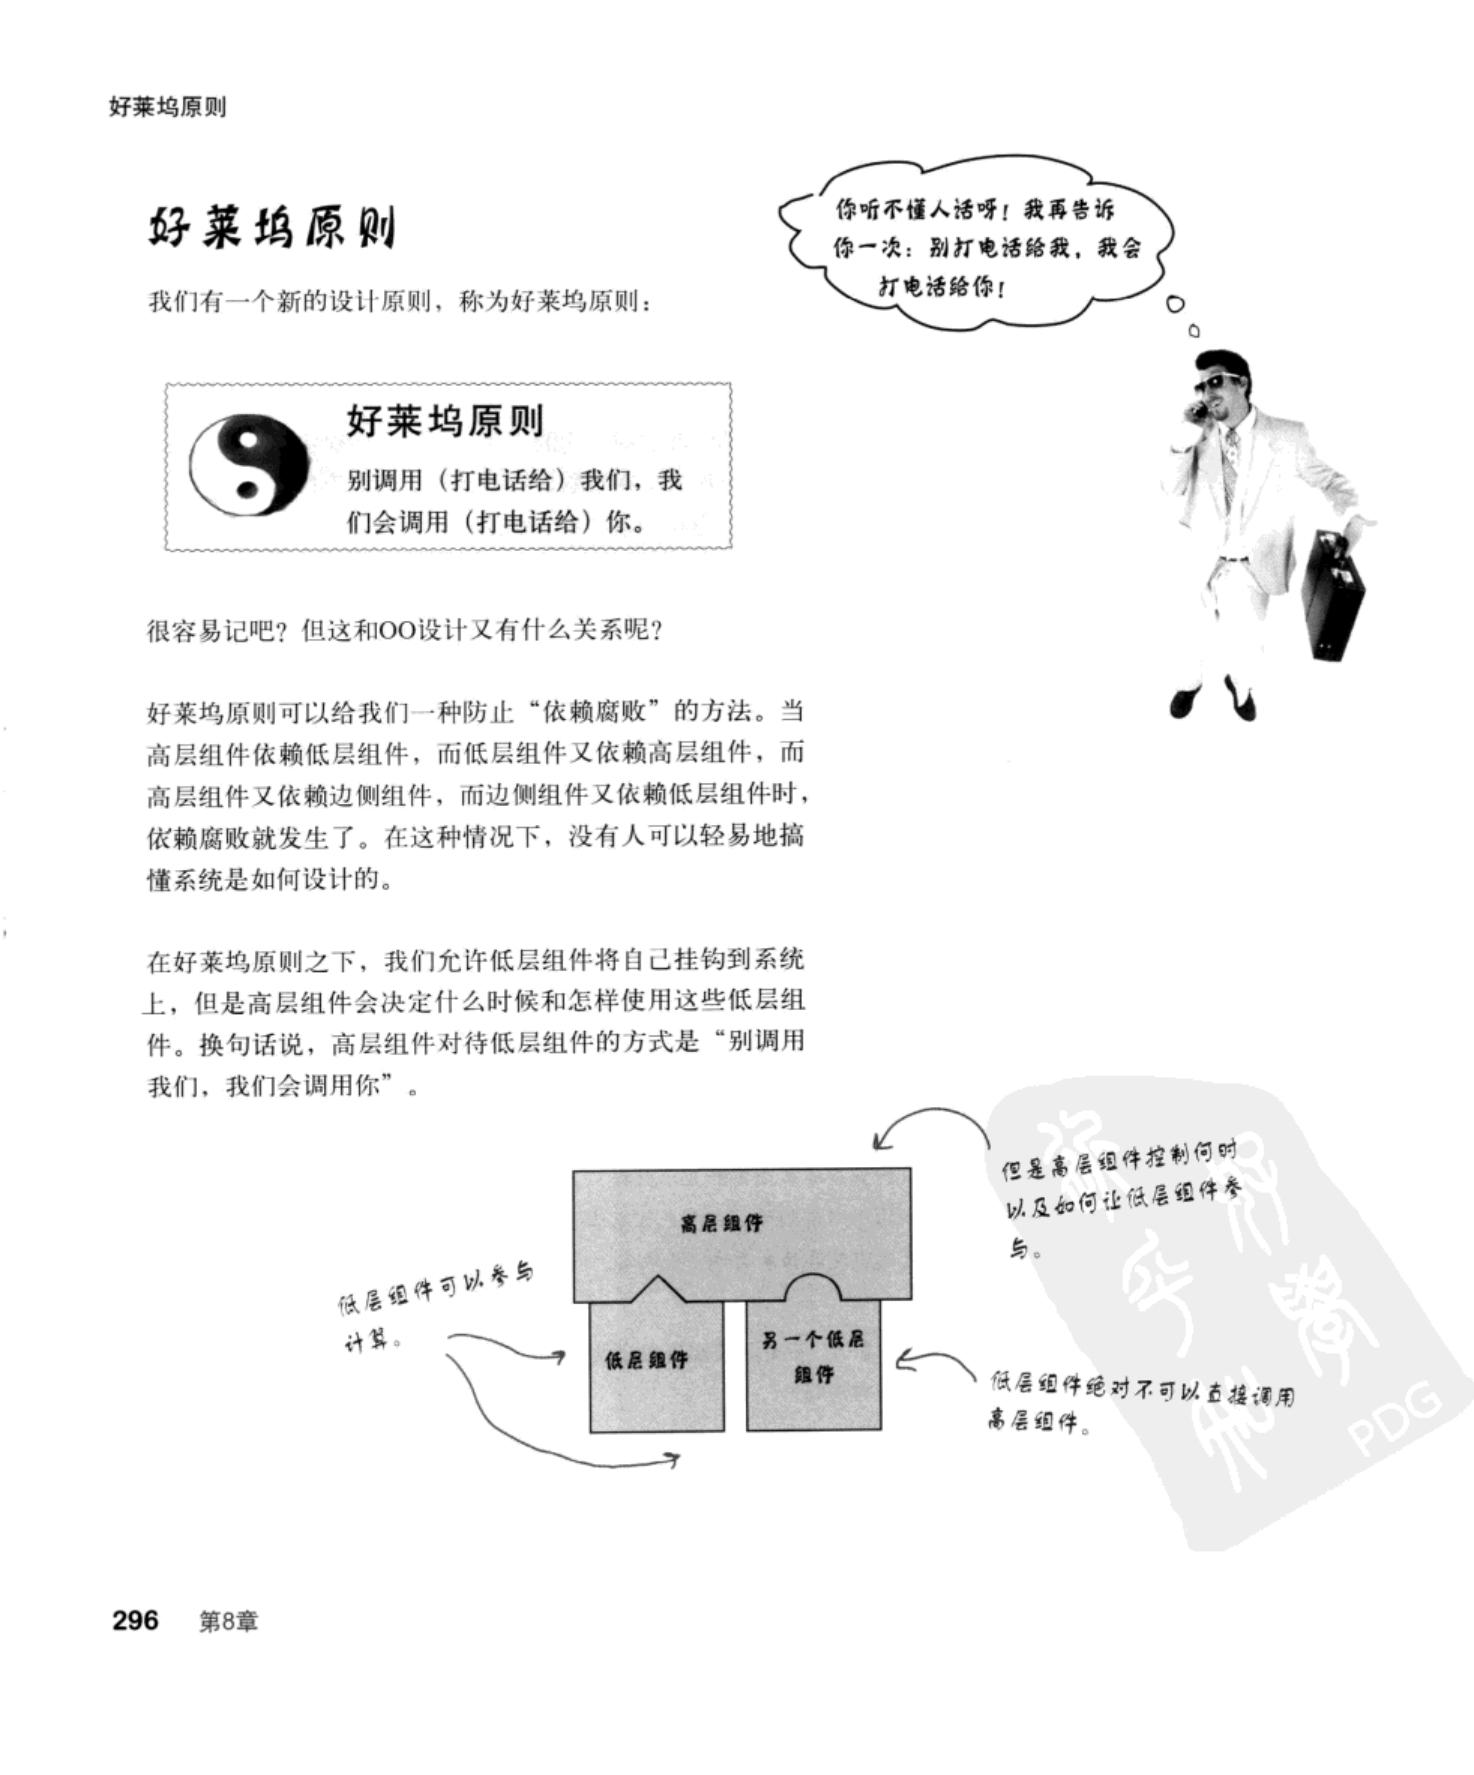 好莱坞原则
好莱坞原则
我们有一个新的设计原则，称为好莱坞原则：
你听不懂人话呀！我再告诉
你一次：别打电话给我，我会
打电话给你！
好莱坞原则
别调用（打电话给）我们，我
们会调用（打电话给）你。
很容易记吧？但这和OO设计又有什么关系呢？
好莱坞原则可以给我们一种防止“依赖腐败”的方法。当
高层组件依赖低层组件，而低层组件又依赖高层组件，而
高层组件又依赖边侧组件，而边侧组件又依赖低层组件时，
依赖腐败就发生了。在这种情况下，没有人可以轻易地搞
懂系统是如何设计的。
在好莱坞原则之下，我们允许低层组件将自己挂钩到系统
上，但是高层组件会决定什么时候和怎样使用这些低层组
件。换句话说，高层组件对待低层组件的方式是“别调用
我们，我们会调用你”。
但是高层组件控制何时
以及如何让低层组件参
与。
高层组件
低层组件可以参与
计算。
低层组件
另一个低层
组件
低层组件绝对不可以直接调用
高层组件。
PDG
296 第8章